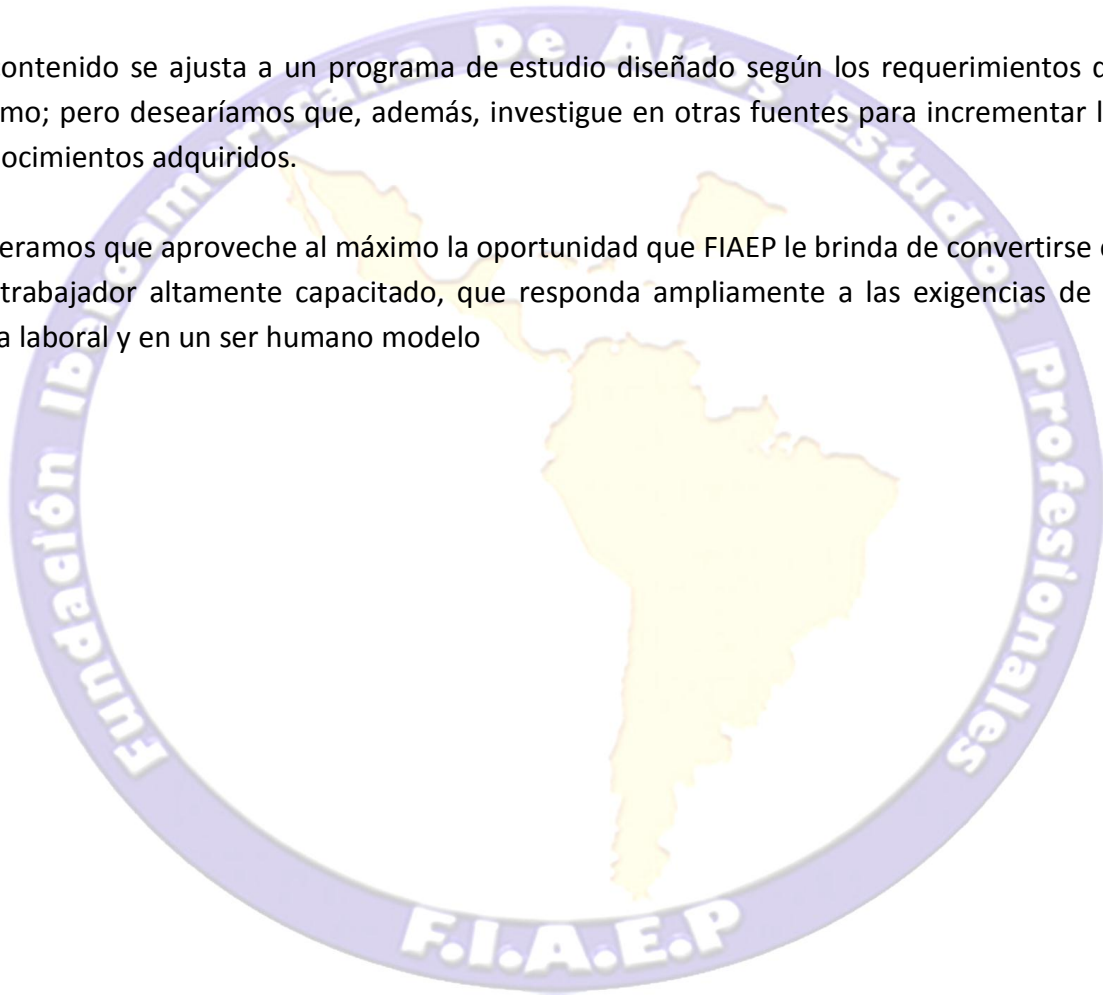 ontenido se ajusta a un programa de estudio diseñado según los requerimientos d
mo; pero desearíamos que, además, investigue en otras fuentes para incrementar l
ocimientos adquiridos.
eramos que aproveche al máximo la oportunidad que FIAEP le brinda de convertirse e
trabajador altamente capacitado, que responda ampliamente a las exigencias de
a laboral y en un ser humano modelo
Fundación Iberoamericana De Altos Estudios Profesionales
F.I.A.E.P